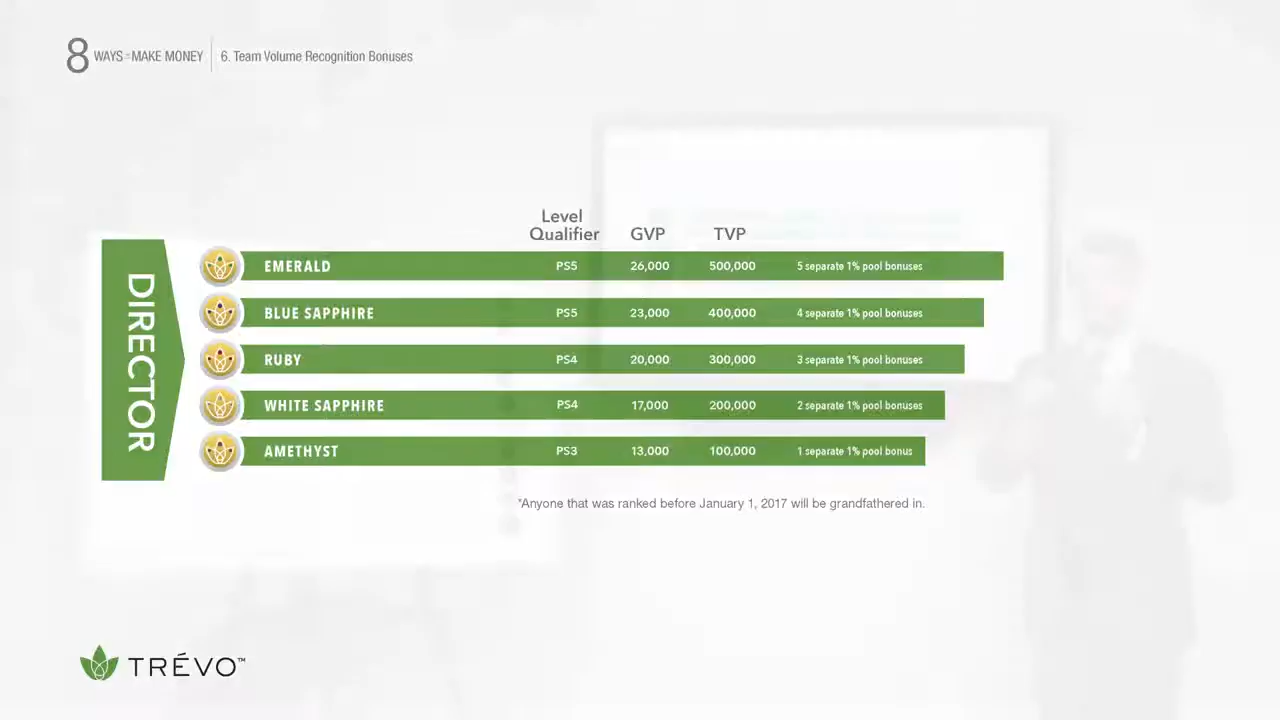 8 WAYS TO MAKE MONEY | 6. Team Volume Recognition Bonuses
Level Qualifier GVP TVP
DIRECTOR
EMERALD PS5 26,000 500,000 5 separate 1% pool bonuses
BLUE SAPPHIRE PS5 23,000 400,000 4 separate 1% pool bonuses
RUBY PS4 20,000 300,000 3 separate 1% pool bonuses
WHITE SAPPHIRE PS4 17,000 200,000 2 separate 1% pool bonuses
AMETHYST PS3 13,000 100,000 1 separate 1% pool bonus
*Anyone that was ranked before January 1, 2017 will be grandfathered in.
TRÉVO™